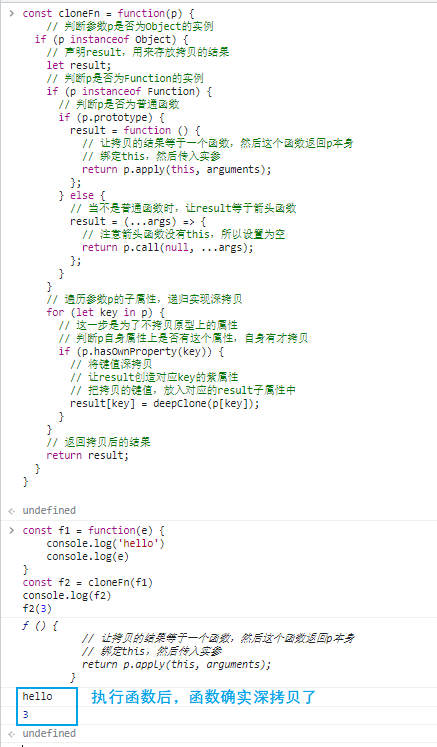 const cloneFn = function(p) {
// 判断参数p是否为Object的实例
if (p instanceof Object) {
// 声明result，用来存放拷贝的结果
let result;
// 判断p是否为Function的实例
if (p instanceof Function) {
// 判断p是否为普通函数
if (p.prototype) {
result = function () {
// 让拷贝的结果等于一个函数，然后这个函数返回p本身
// 绑定this，然后传入实参
return p.apply(this, arguments);
};
} else {
// 当不是普通函数时，让result等于箭头函数
result = (...args) => {
// 注意箭头函数没有this，所以设置为空
return p.call(null, ...args);
};
}
}
// 遍历参数p的子属性，递归实现深拷贝
for (let key in p) {
// 这一步是为了不拷贝原型上的属性
// 判断p自身属性上是否有这个属性，自身有才拷贝
if (p.hasOwnProperty(key)) {
// 将键值深拷贝
// 让result创造对应key的紫属性
// 把拷贝的键值，放入对应的result子属性中
result[key] = deepClone(p[key]);
}
}
// 返回拷贝后的结果
return result;
}
}
undefined
const f1 = function(e) {
console.log('hello')
console.log(e)
}
const f2 = cloneFn(f1)
console.log(f2)
f2(3)
f () {
// 让拷贝的结果等于一个函数，然后这个函数返回p本身
// 绑定this，然后传入实参
return p.apply(this, arguments);
}
hello 执行函数后，函数确实深拷贝了
3
undefined